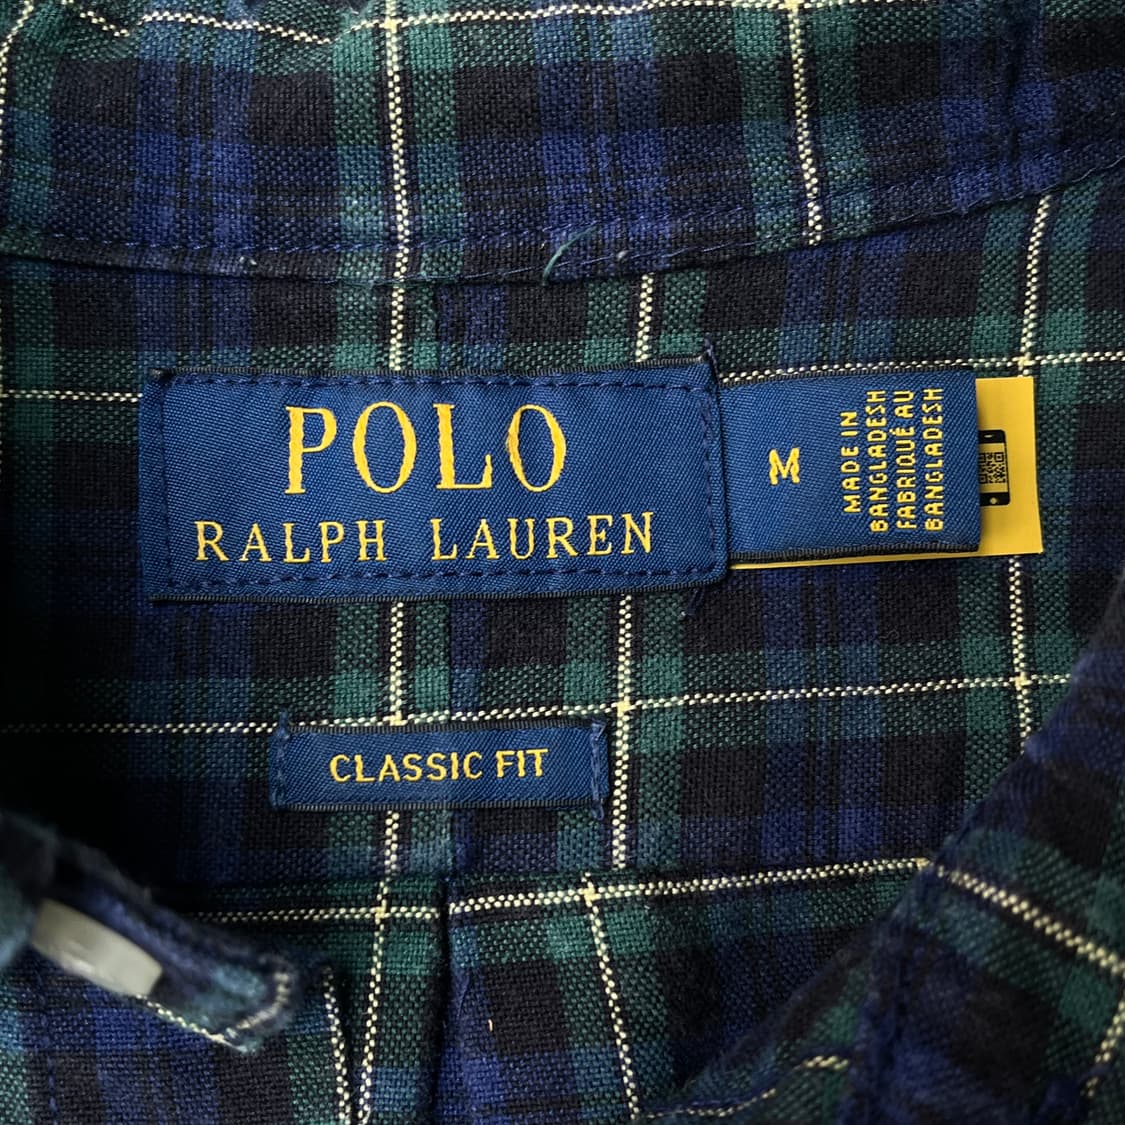 POLO
RALPH LAUREN
M
MADE IN
BANGLADESH
FABRIQUÉ AU
BANGLADESH
CLASSIC FIT